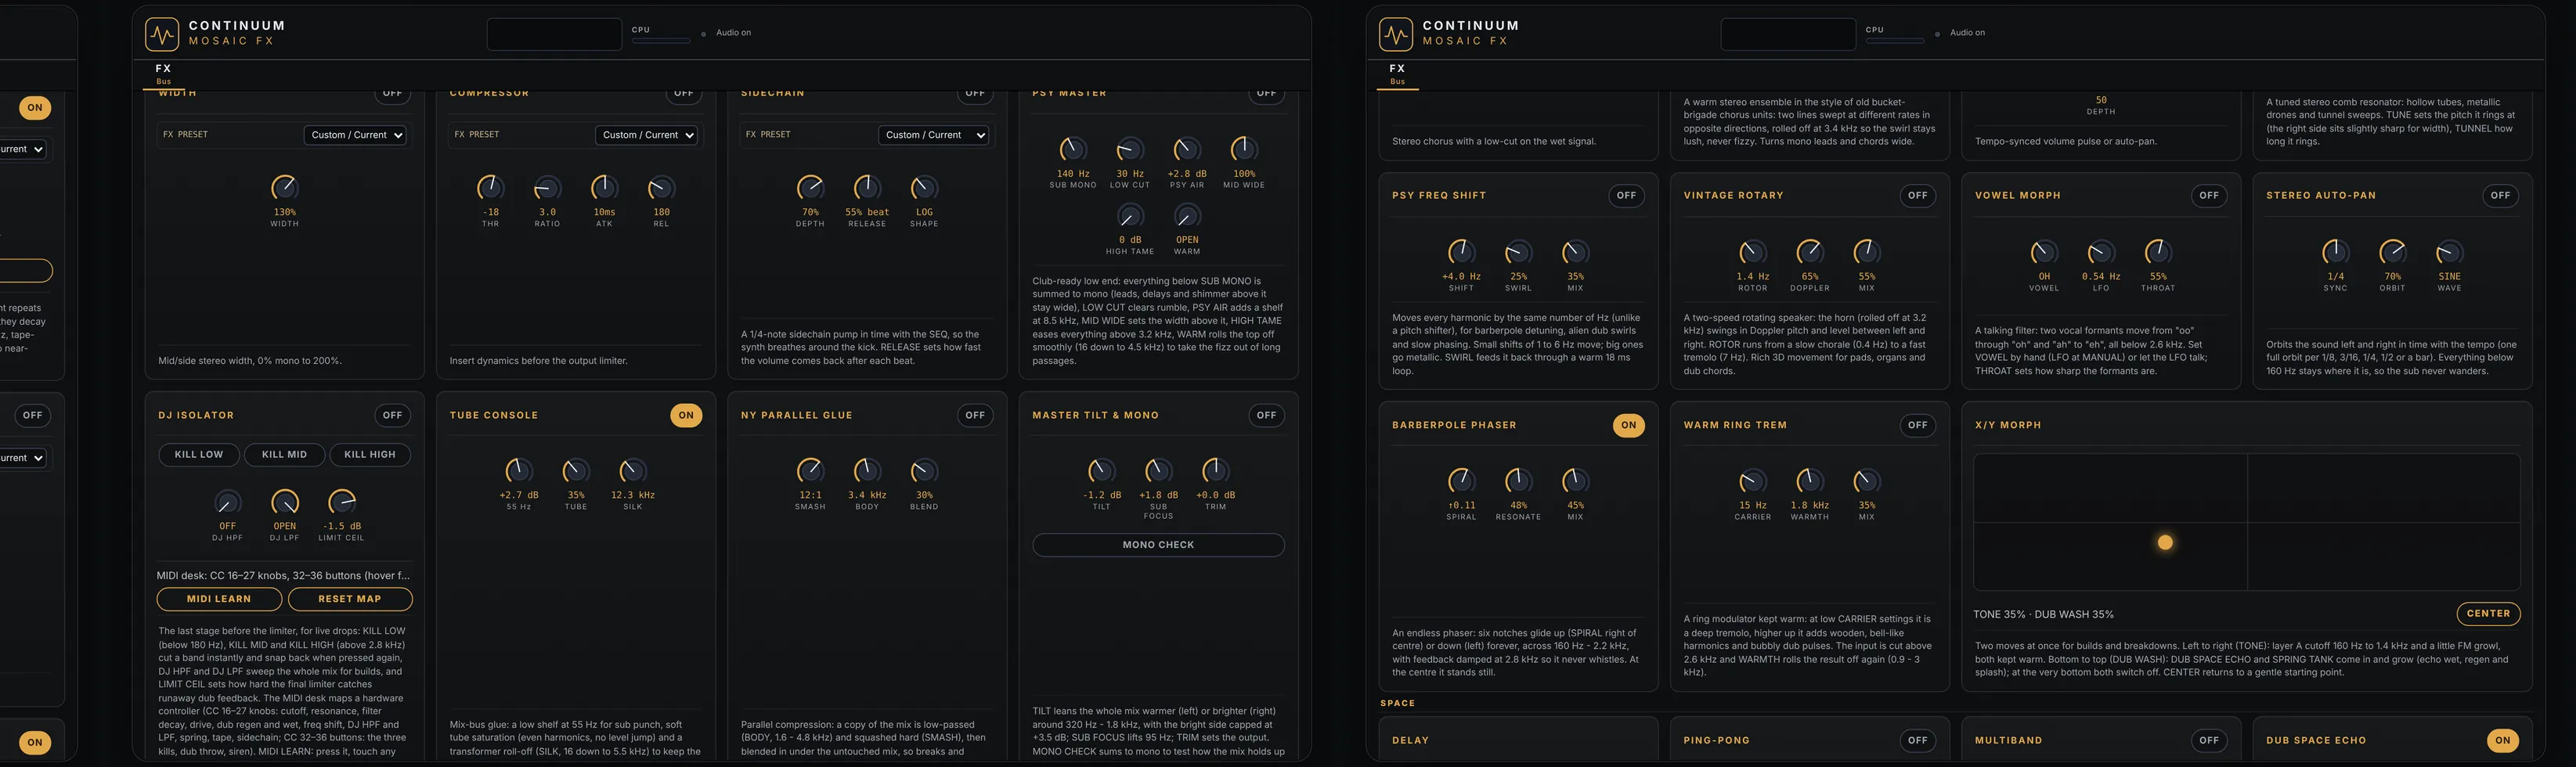 ON
urrent
nt repeats
they decay
z, tape-
o near-
OFF
urrent
ON
CONTINUUM
MOSAIC FX
CPU
Audio on
FX
Bus
WIDTH
OFF
FX PRESET
Custom / Current
130%
WIDTH
Mid/side stereo width, 0% mono to 200%.
COMPRESSOR
OFF
FX PRESET
Custom / Current
-18 3.0 10ms 180
THR RATIO ATK REL
Insert dynamics before the output limiter.
SIDECHAIN
OFF
FX PRESET
Custom / Current
70% 55% beat LOG
DEPTH RELEASE SHAPE
A 1/4-note sidechain pump in time with the SEQ, so the
synth breathes around the kick. RELEASE sets how fast
the volume comes back after each beat.
PSY MASTER
OFF
140 Hz 30 Hz +2.8 dB 100%
SUB MONO LOW CUT PSY AIR MID WIDE
0 dB OPEN
HIGH TAME WARM
Club-ready low end: everything below SUB MONO is
summed to mono (leads, delays and shimmer above it
stay wide), LOW CUT clears rumble, PSY AIR adds a shelf
at 8.5 kHz, MID WIDE sets the width above it, HIGH TAME
eases everything above 3.2 kHz, WARM rolls the top off
smoothly (16 down to 4.5 kHz) to take the fizz out of long
passages.
DJ ISOLATOR
OFF
KILL LOW KILL MID KILL HIGH
OFF OPEN -1.5 dB
DJ HPF DJ LPF LIMIT CEIL
MIDI desk: CC 16–27 knobs, 32–36 buttons (hover f...
MIDI LEARN RESET MAP
The last stage before the limiter, for live drops: KILL LOW
(below 180 Hz), KILL MID and KILL HIGH (above 2.8 kHz)
cut a band instantly and snap back when pressed again,
DJ HPF and DJ LPF sweep the whole mix for builds, and
LIMIT CEIL sets how hard the final limiter catches
runaway dub feedback. The MIDI desk maps a hardware
controller (CC 16–27 knobs: cutoff, resonance, filter
decay, drive, dub regen and wet, freq shift, DJ HPF and
LPF, spring, tape, sidechain; CC 32–36 buttons: the three
kills, dub throw, siren). MIDI LEARN: press it, touch any
TUBE CONSOLE
ON
+2.7 dB 35% 12.3 kHz
55 Hz TUBE SILK
Mix-bus glue: a low shelf at 55 Hz for sub punch, soft
tube saturation (even harmonics, no level jump) and a
transformer roll-off (SILK, 16 down to 5.5 kHz) to keep the
NY PARALLEL GLUE
OFF
12:1 3.4 kHz 30%
SMASH BODY BLEND
Parallel compression: a copy of the mix is low-passed
(BODY, 1.6 - 4.8 kHz) and squashed hard (SMASH), then
blended in under the untouched mix, so breaks and
MASTER TILT & MONO
OFF
-1.2 dB +1.8 dB +0.0 dB
TILT SUB FOCUS TRIM
MONO CHECK
TILT leans the whole mix warmer (left) or brighter (right)
around 320 Hz - 1.8 kHz, with the bright side capped at
+3.5 dB; SUB FOCUS lifts 95 Hz; TRIM sets the output.
MONO CHECK sums to mono to test how the mix holds up
CONTINUUM
MOSAIC FX
CPU
Audio on
FX
Bus
Stereo chorus with a low-cut on the wet signal.
A warm stereo ensemble in the style of old bucket-
brigade chorus units: two lines swept at different rates in
opposite directions, rolled off at 3.4 kHz so the swirl stays
lush, never fizzy. Turns mono leads and chords wide.
50
DEPTH
Tempo-synced volume pulse or auto-pan.
A tuned stereo comb resonator: hollow tubes, metallic
drones and tunnel sweeps. TUNE sets the pitch it rings at
(the right side sits slightly sharp for width), TUNNEL how
long it rings.
PSY FREQ SHIFT
OFF
+4.0 Hz 25% 35%
SHIFT SWIRL MIX
Moves every harmonic by the same number of Hz (unlike
a pitch shifter), for barberpole detuning, alien dub swirls
and slow phasing. Small shifts of 1 to 6 Hz move; big ones
go metallic. SWIRL feeds it back through a warm 18 ms
loop.
VINTAGE ROTARY
OFF
1.4 Hz 65% 55%
ROTOR DOPPLER MIX
A two-speed rotating speaker: the horn (rolled off at 3.2
kHz) swings in Doppler pitch and level between left and
right. ROTOR runs from a slow chorale (0.4 Hz) to a fast
tremolo (7 Hz). Rich 3D movement for pads, organs and
dub chords.
VOWEL MORPH
OFF
OH 0.54 Hz 55%
VOWEL LFO THROAT
A talking filter: two vocal formants move from "oo"
through "oh" and "ah" to "eh", all below 2.6 kHz. Set
VOWEL by hand (LFO at MANUAL) or let the LFO talk;
THROAT sets how sharp the formants are.
STEREO AUTO-PAN
OFF
1/4 70% SINE
SYNC ORBIT WAVE
Orbits the sound left and right in time with the tempo (one
full orbit per 1/8, 3/16, 1/4, 1/2 or a bar). Everything below
160 Hz stays where it is, so the sub never wanders.
BARBERPOLE PHASER
ON
↑0.11 48% 45%
SPIRAL RESONATE MIX
An endless phaser: six notches glide up (SPIRAL right of
centre) or down (left) forever, across 160 Hz - 2.2 kHz,
with feedback damped at 2.8 kHz so it never whistles. At
the centre it stands still.
WARM RING TREM
OFF
15 Hz 1.8 kHz 35%
CARRIER WARMTH MIX
A ring modulator kept warm: at low CARRIER settings it is
a deep tremolo, higher up it adds wooden, bell-like
harmonics and bubbly dub pulses. The input is cut above
2.6 kHz and WARMTH rolls the result off again (0.9 - 3
kHz).
X/Y MORPH
TONE 35% · DUB WASH 35%
CENTER
Two moves at once for builds and breakdowns. Left to right (TONE): layer A cutoff 160 Hz to 1.4 kHz and a little FM growl,
both kept warm. Bottom to top (DUB WASH): DUB SPACE ECHO and SPRING TANK come in and grow (echo wet, regen and
splash); at the very bottom both switch off. CENTER returns to a gentle starting point.
SPACE
DELAY
PING-PONG
OFF
MULTIBAND
OFF
DUB SPACE ECHO
ON